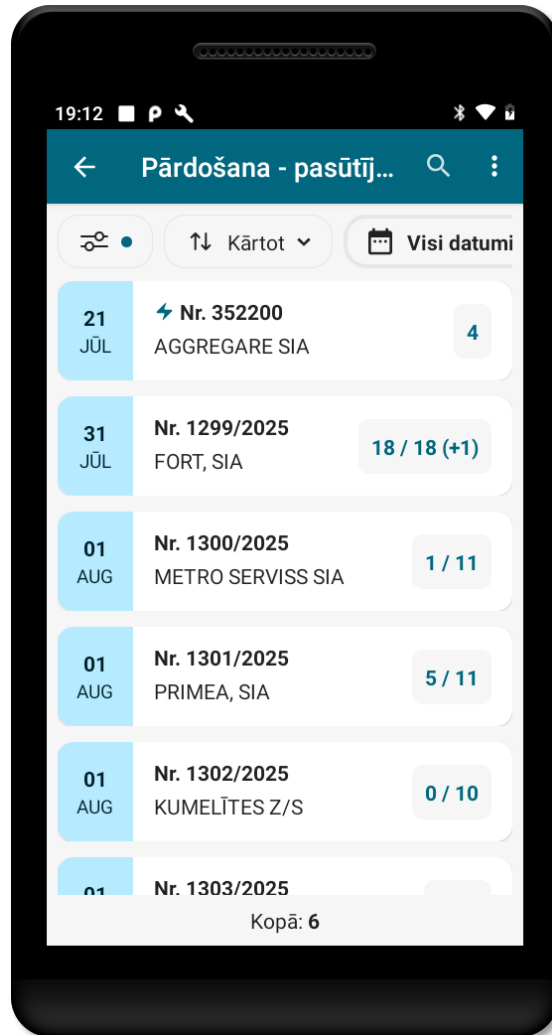 19:12
Pārdošana - pasūtīj...
Kārtot
Visi datumi
21
JŪL
Nr. 352200
AGGREGARE SIA
4
31
JŪL
Nr. 1299/2025
FORT, SIA
18 / 18 (+1)
01
AUG
Nr. 1300/2025
METRO SERVISS SIA
1 / 11
01
AUG
Nr. 1301/2025
PRIMEA, SIA
5 / 11
01
AUG
Nr. 1302/2025
KUMELĪTES Z/S
0 / 10
01
Nr. 1303/2025
Kopā: 6